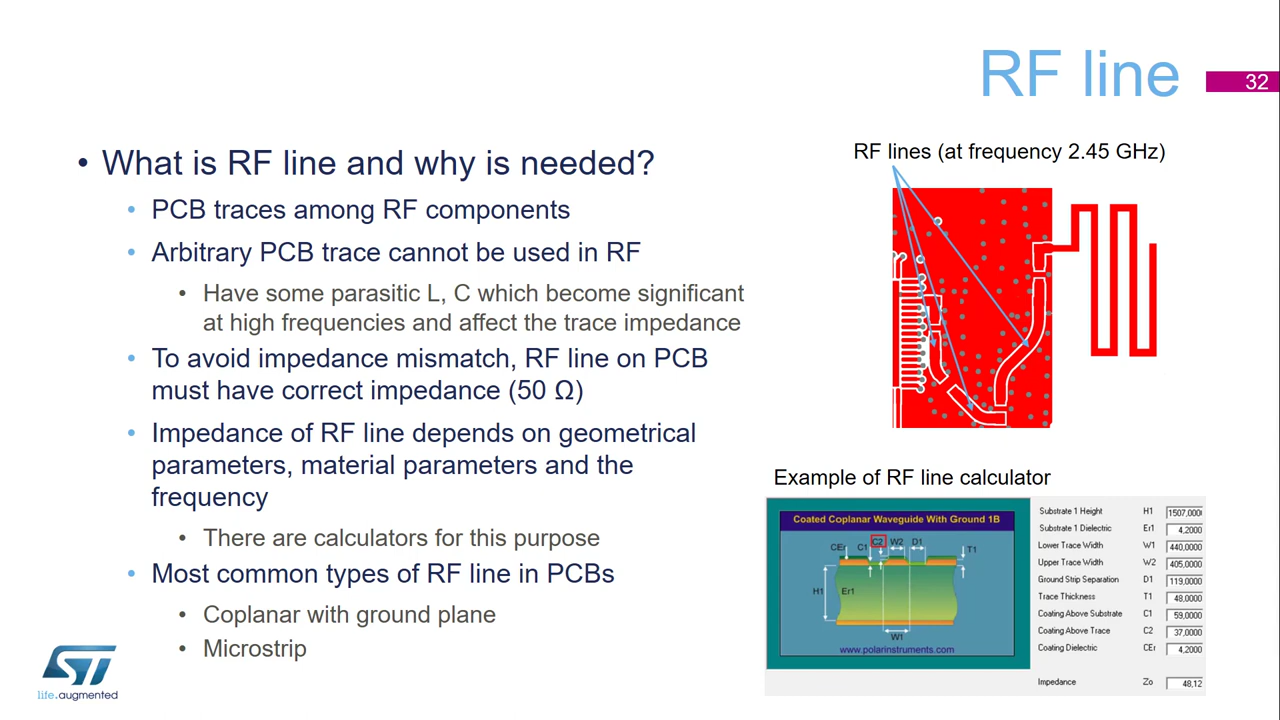 RF line
32
• What is RF line and why is needed?
• PCB traces among RF components
• Arbitrary PCB trace cannot be used in RF
• Have some parasitic L, C which become significant
at high frequencies and affect the trace impedance
• To avoid impedance mismatch, RF line on PCB
must have correct impedance (50 Ω)
• Impedance of RF line depends on geometrical
parameters, material parameters and the
frequency
• There are calculators for this purpose
• Most common types of RF line in PCBs
• Coplanar with ground plane
• Microstrip
RF lines (at frequency 2.45 GHz)
Example of RF line calculator
Coated Coplanar Waveguide With Ground 1B
CEr C1 C2 W2 D1 T1
H1 Er1
W1
www.polarinstruments.com
Substrate 1 Height H1 1507,000
Substrate 1 Dielectric Er1 4,2000
Lower Trace Width W1 440,0000
Upper Trace Width W2 405,0000
Ground Strip Separation D1 119,0000
Trace Thickness T1 48,0000
Coating Above Substrate C1 59,0000
Coating Above Trace C2 37,0000
Coating Dielectric CEr 4,2000
Impedance Zo 48,12
ST
life.augmented